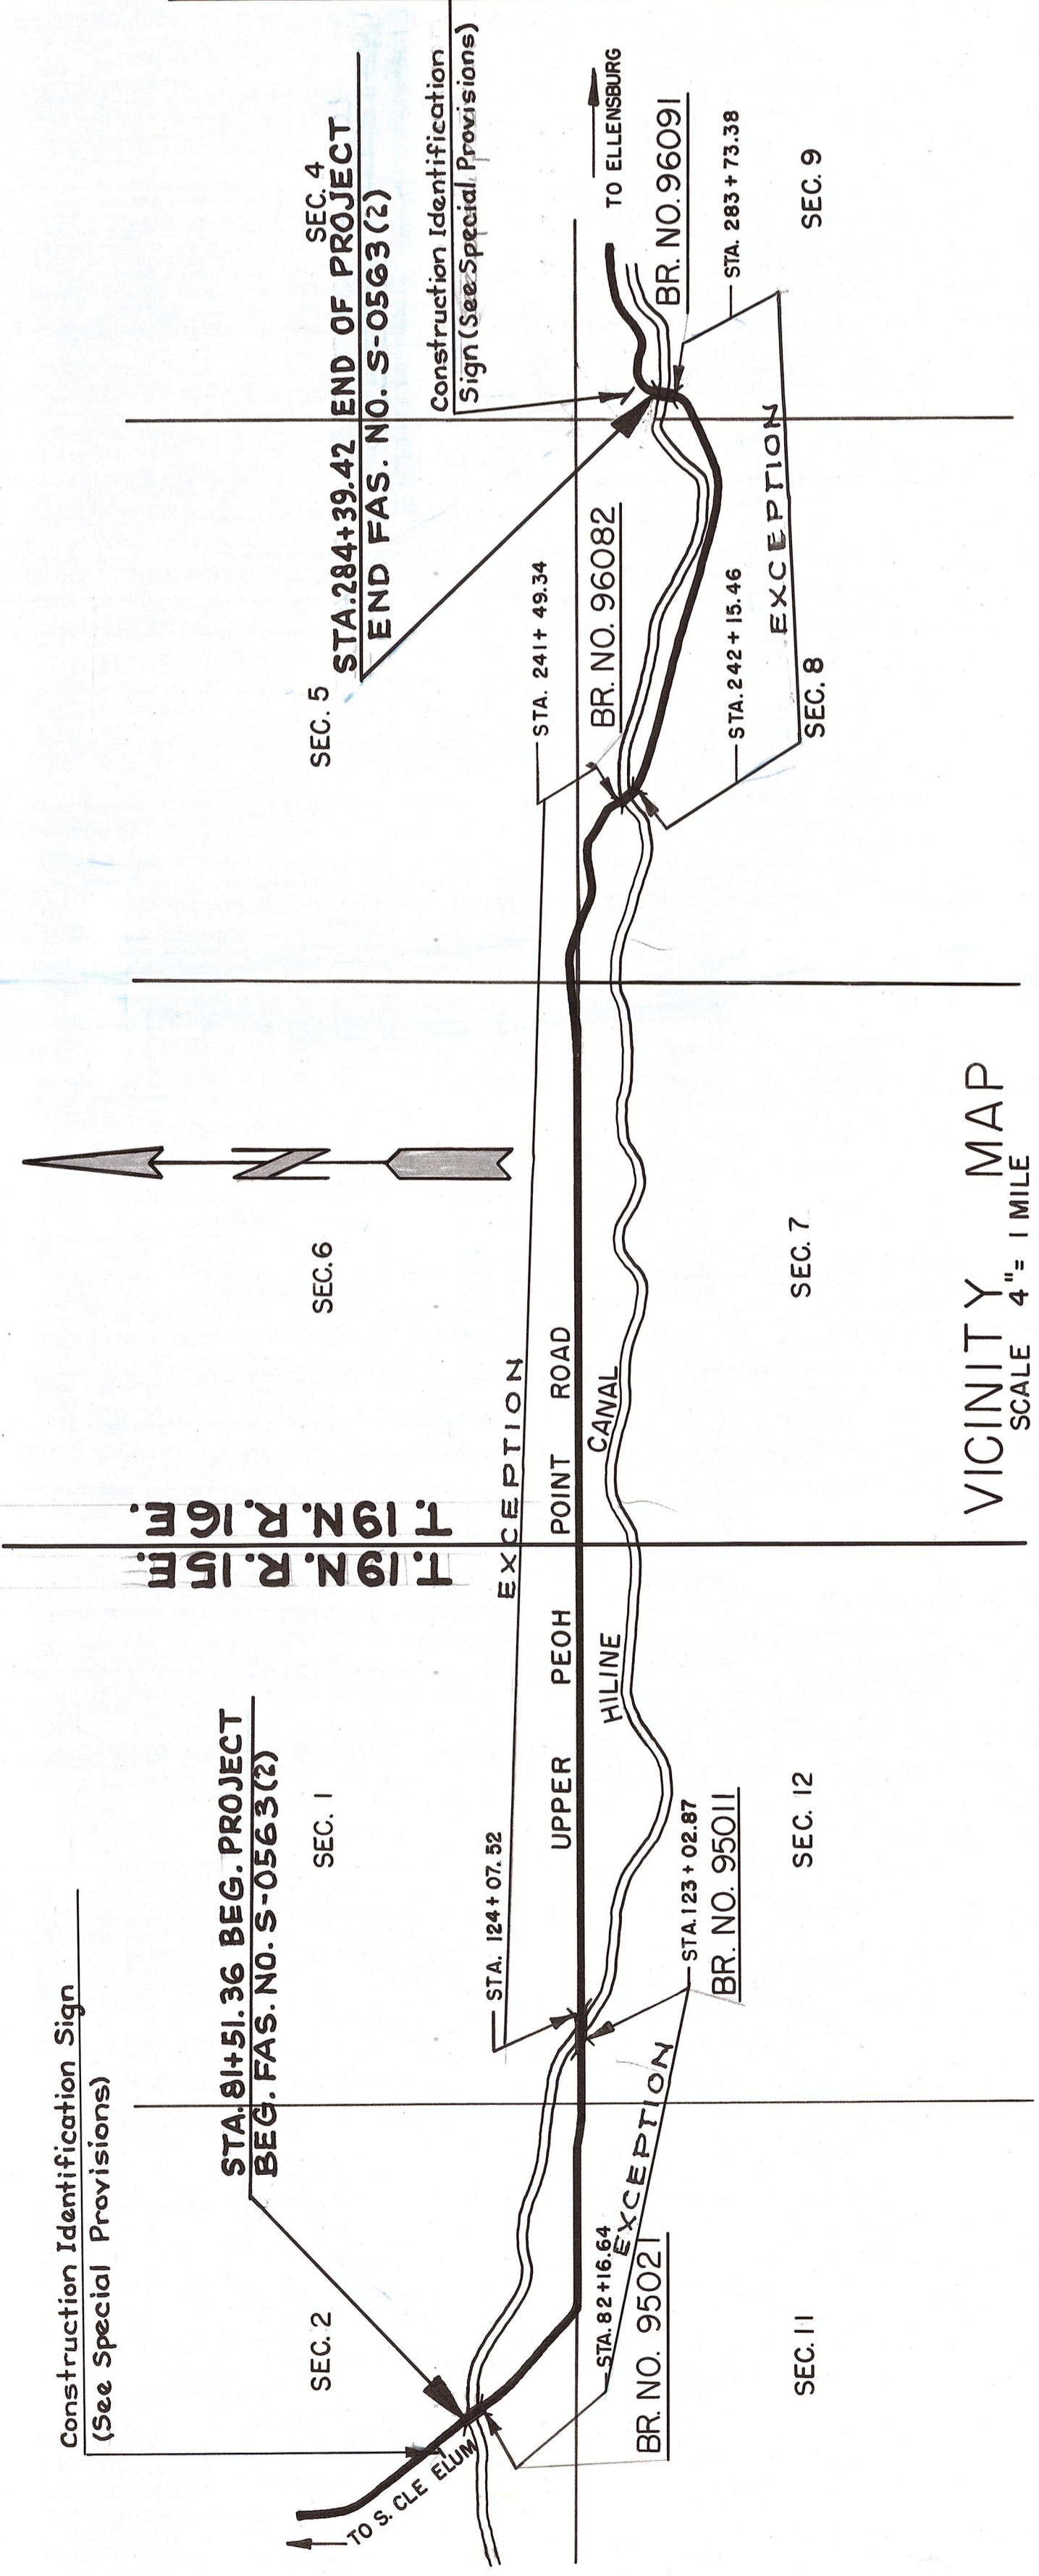 Construction Identification Sign
(See Special Provisions)
STA. 81+51.36 BEG. PROJECT
BEG. FAS. NO. S-0563(2)
SEC. 2
SEC. 1
T. 19 N. R. 15 E.
T. 19 N. R. 16 E.
SEC. 6
N
SEC. 5
STA. 284+39.42 END OF PROJECT
END FAS. NO. S-0563(2)
SEC. 4
Construction Identification
Sign (See Special Provisions)
TO S. CLE ELUM
STA. 124+07.52
EXCEPTION
UPPER PEOH POINT ROAD
HILINE CANAL
STA. 241+49.34
BR. NO. 96082
TO ELLENSBURG
BR. NO. 96091
STA. 283+73.38
STA. 82+16.64
EXCEPTION
BR. NO. 95021
STA. 123+02.87
BR. NO. 95011
STA. 242+15.46
EXCEPTION
SEC. 11
SEC. 12
SEC. 7
SEC. 8
SEC. 9
VICINITY MAP
SCALE 4"= 1 MILE